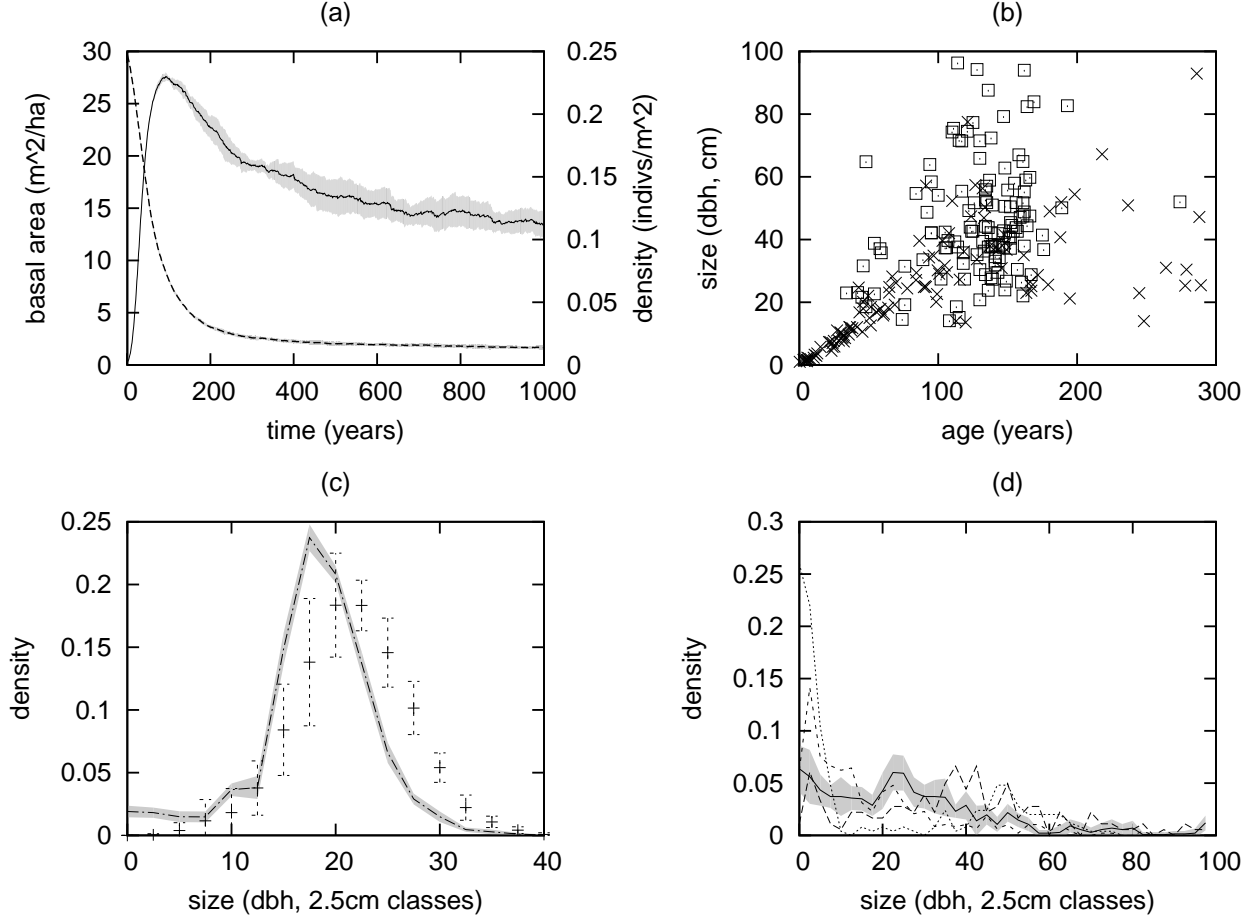 (a)
30
25
20
15
10
5
0
basal area (m^2/ha)
0.25
0.2
0.15
0.1
0.05
0
density (indivs/m^2)
0 200 400 600 800 1000
time (years)
(b)
100
80
60
40
20
0
size (dbh, cm)
0 100 200 300
age (years)
(c)
0.25
0.2
0.15
0.1
0.05
0
density
0 10 20 30 40
size (dbh, 2.5cm classes)
(d)
0.3
0.25
0.2
0.15
0.1
0.05
0
density
0 20 40 60 80 100
size (dbh, 2.5cm classes)